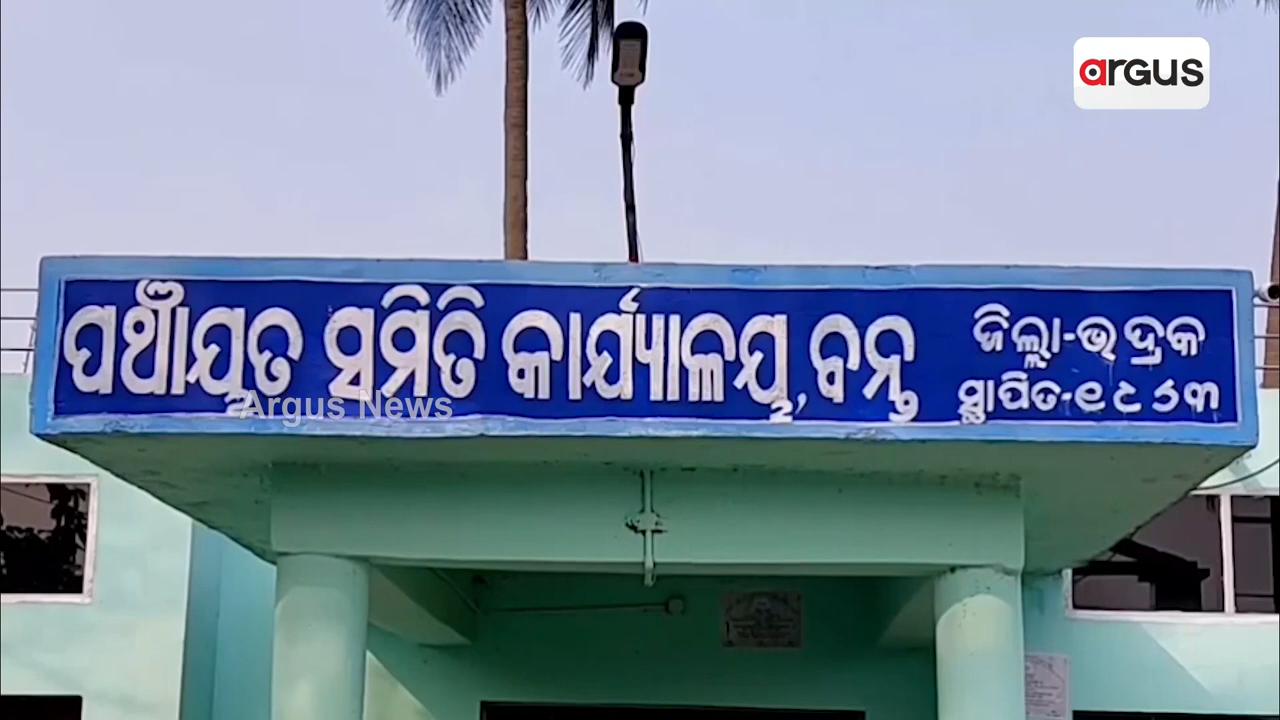 argus
ପଞ୍ଚାଁୟତ ସମିତି କାର୍ଯ୍ୟାଳୟ, ବନ୍ତ
ଜିଲ୍ଲା-ଭଦ୍ରକ
ସ୍ଥାପିତ-୧୯୬୩
Argus News